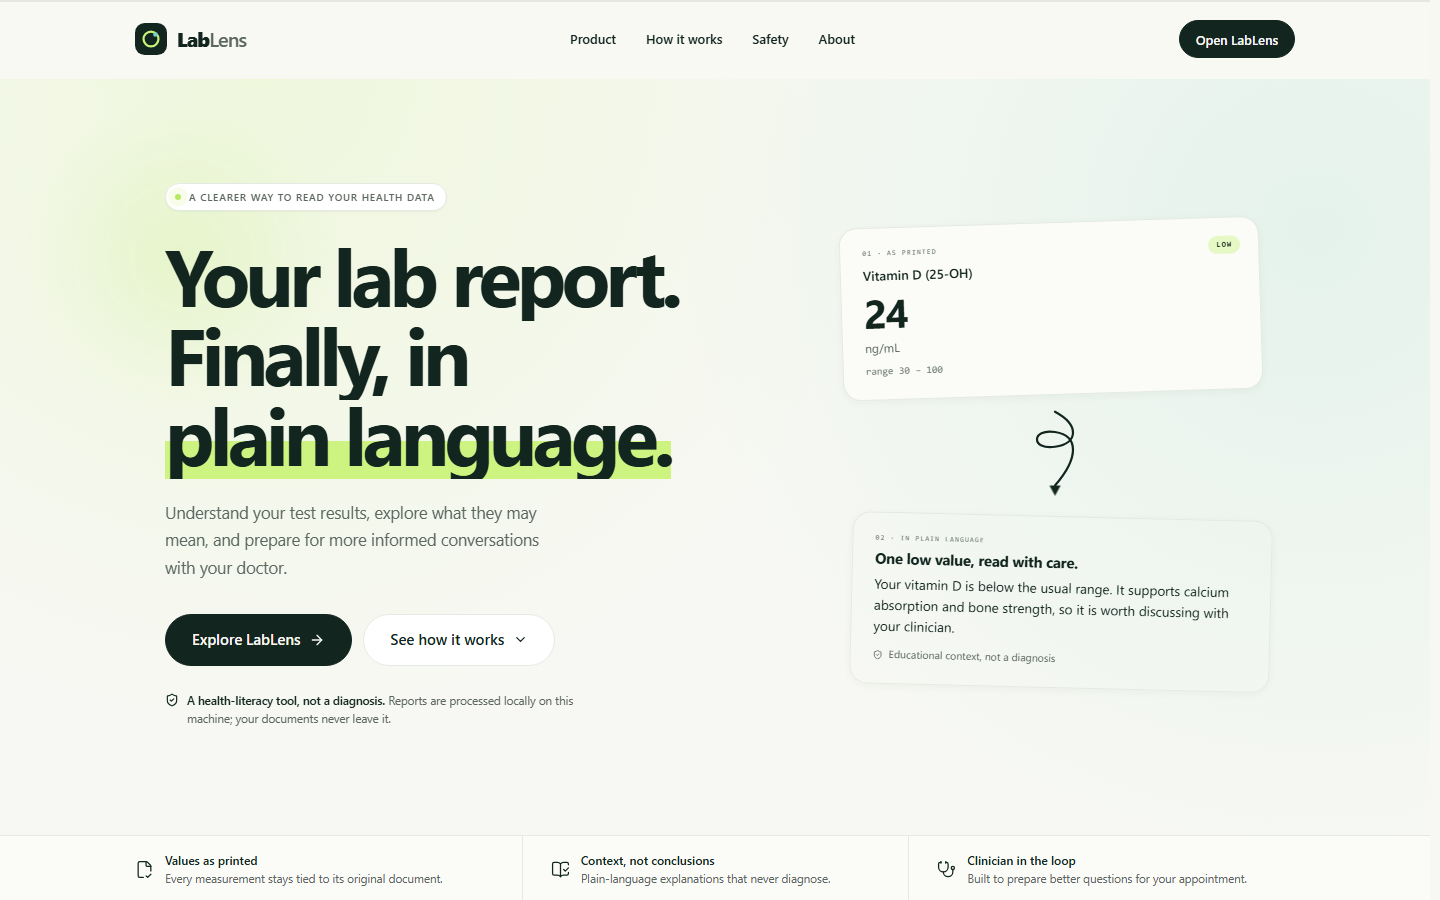 LabLens
Product
How it works
Safety
About
Open LabLens
A CLEARER WAY TO READ YOUR HEALTH DATA
Your lab report.
Finally, in
plain language.
Understand your test results, explore what they may
mean, and prepare for more informed conversations
with your doctor.
Explore LabLens
See how it works
A health-literacy tool, not a diagnosis. Reports are processed locally on this
machine; your documents never leave it.
01 · AS PRINTED
LOW
Vitamin D (25-OH)
24
ng/mL
range 30 – 100
02 · IN PLAIN LANGUAGE
One low value, read with care.
Your vitamin D is below the usual range. It supports calcium
absorption and bone strength, so it is worth discussing with
your clinician.
Educational context, not a diagnosis
Values as printed
Every measurement stays tied to its original document.
Context, not conclusions
Plain-language explanations that never diagnose.
Clinician in the loop
Built to prepare better questions for your appointment.